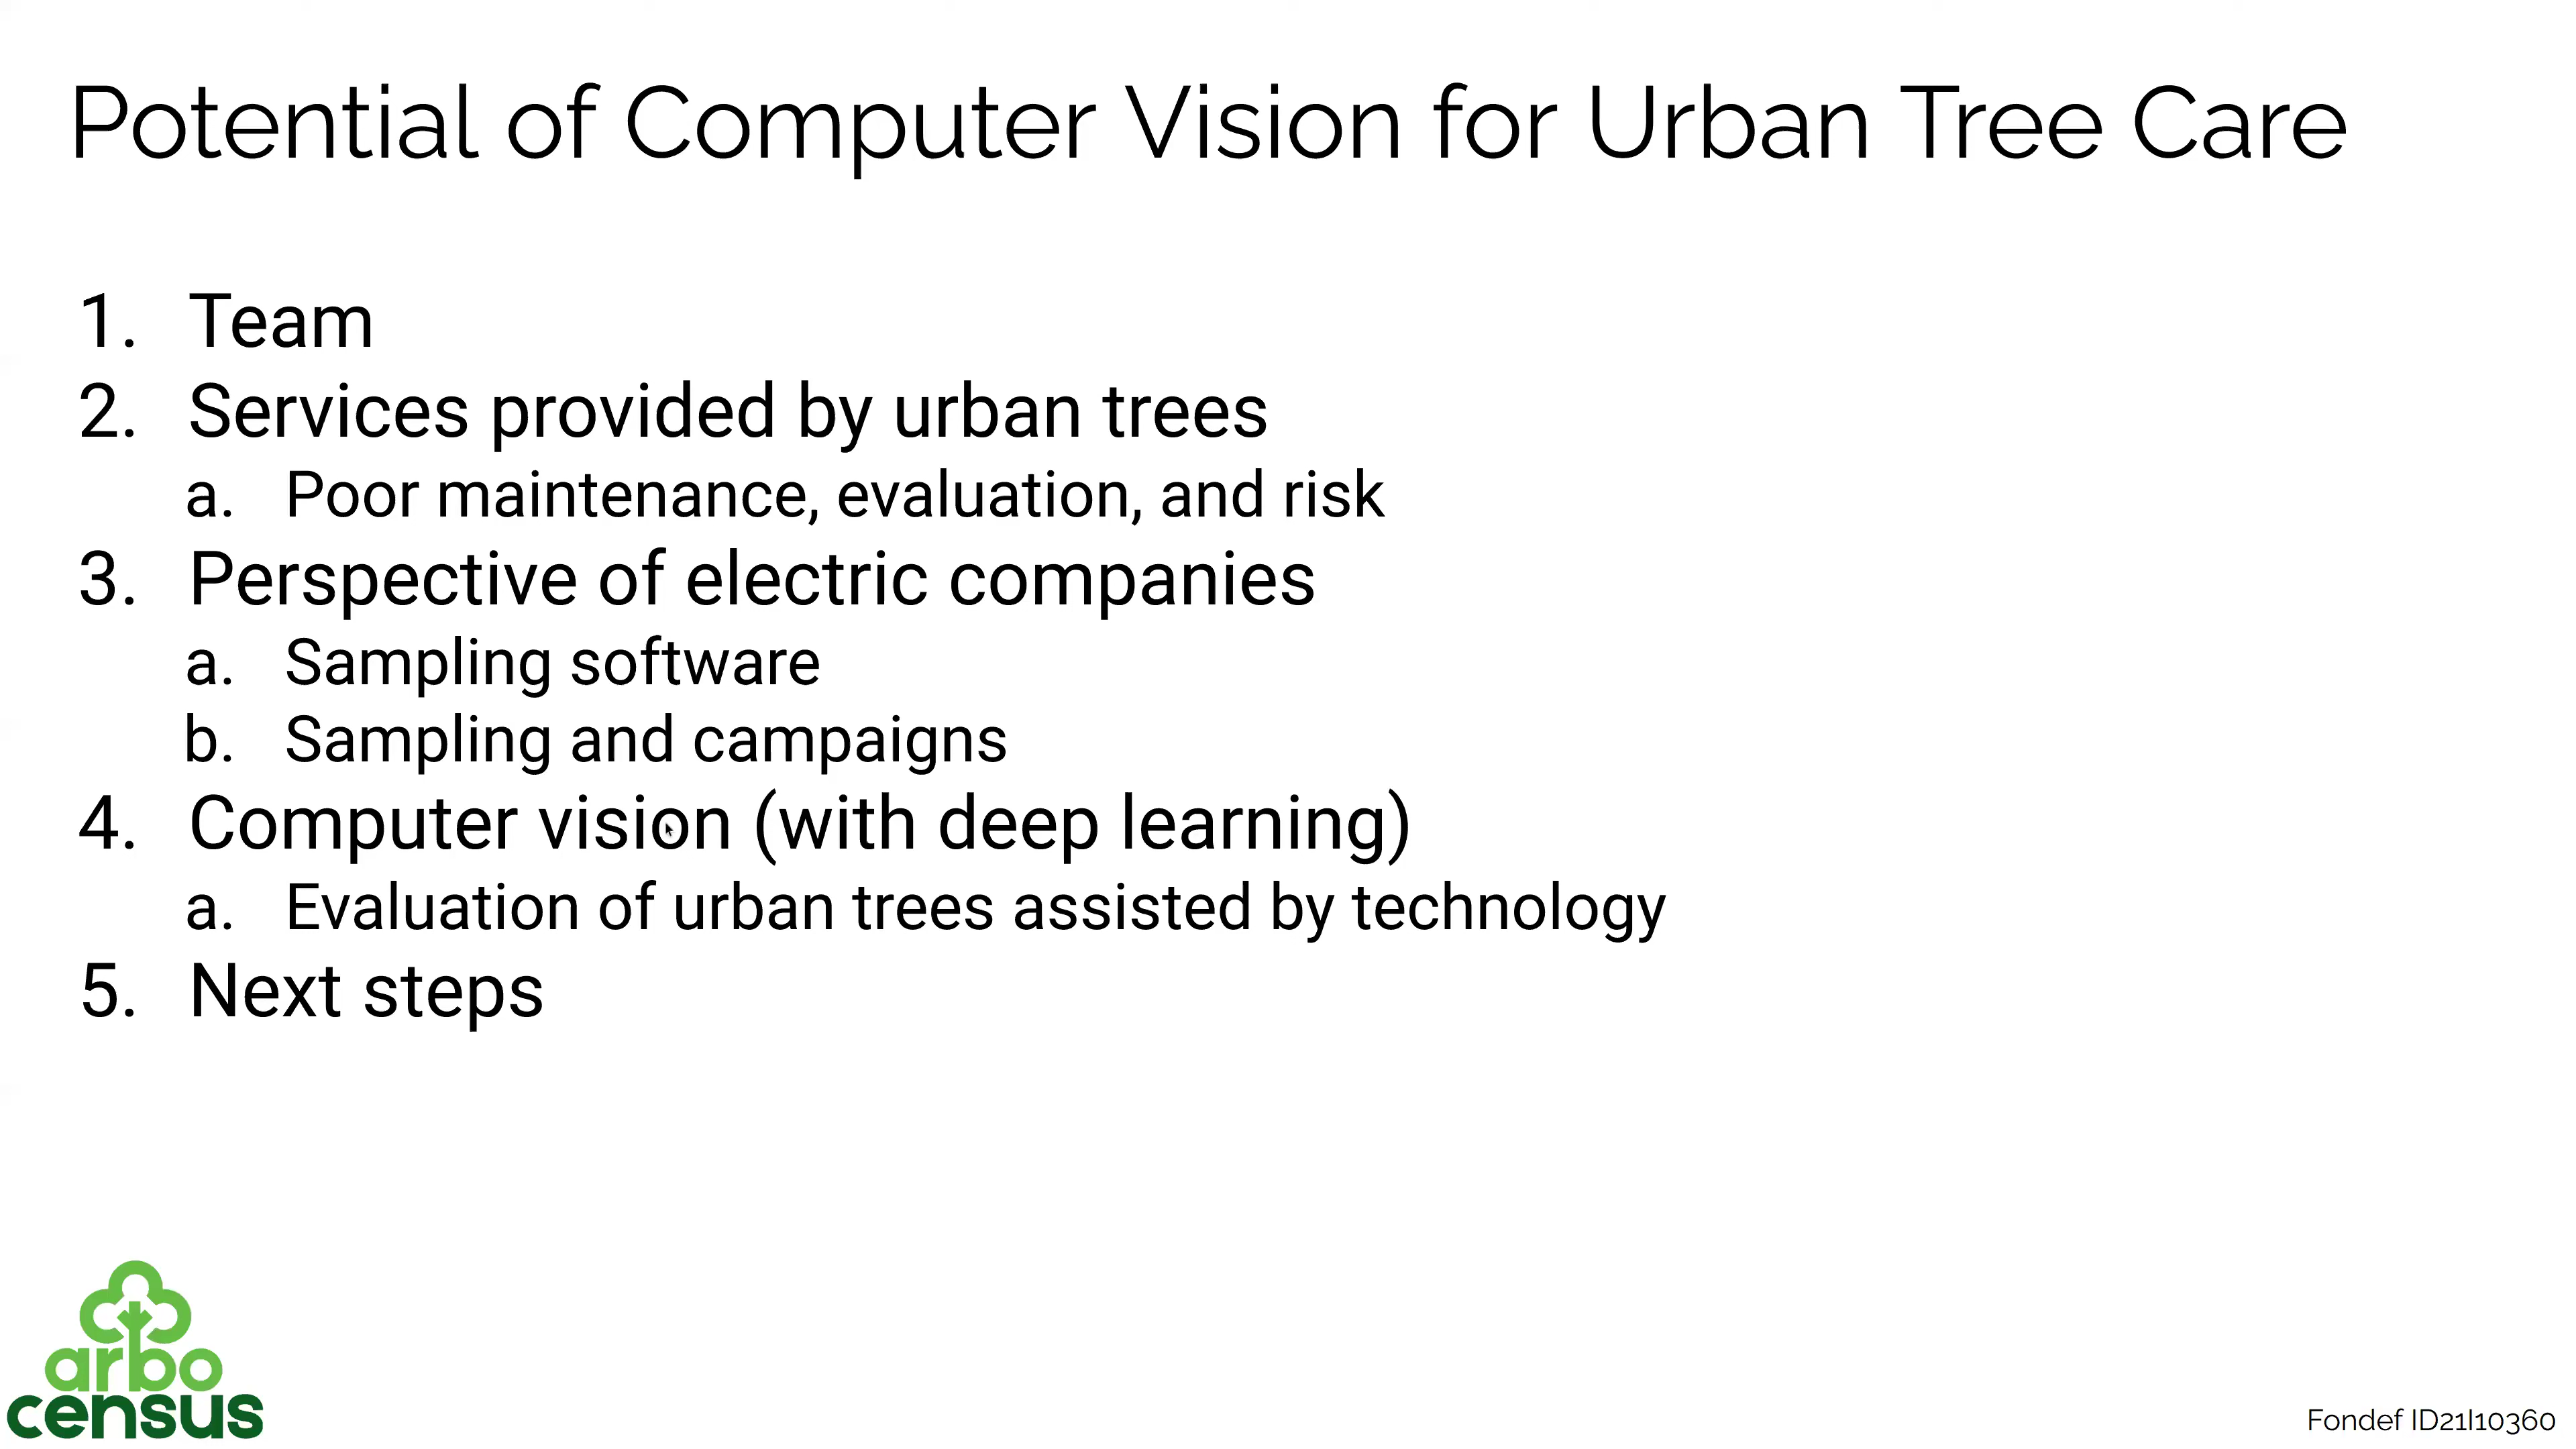 Potential of Computer Vision for Urban Tree Care
1. Team
2. Services provided by urban trees
a. Poor maintenance, evaluation, and risk
3. Perspective of electric companies
a. Sampling software
b. Sampling and campaigns
4. Computer vision (with deep learning)
a. Evaluation of urban trees assisted by technology
5. Next steps
arbo
census
Fondef ID21I10360